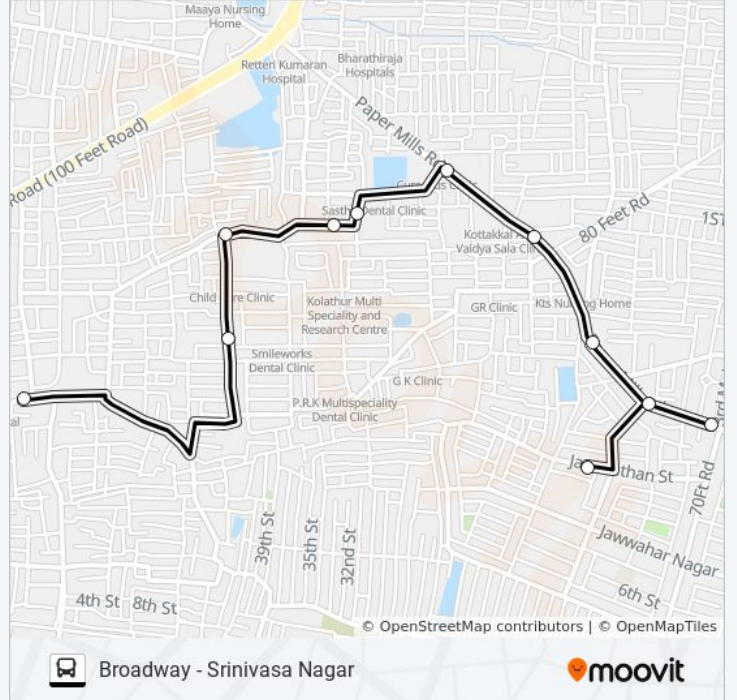 Maaya Nursing
Home
Retteri Kumaran
Hospital
Bharathiraja
Hospitals
Paper Mills
Road (100 Feet Road)
80 Feet Rd
1ST
Dental Clinic
Kottakkal
Vaidya Sala
Child
Clinic
Kolathur Multi
Speciality and
Research Centre
GR Clinic
Kts Nursing Home
Smileworks
Dental Clinic
G K Clinic
P.R.K Multispeciality
Dental Clinic
al
St
70Ft Rd
39th St
35th St
32nd St
Jawwahar Nagar
6th St
4th St
8th St
© OpenStreetMap contributors | © OpenMapTiles
Broadway - Srinivasa Nagar
moovit